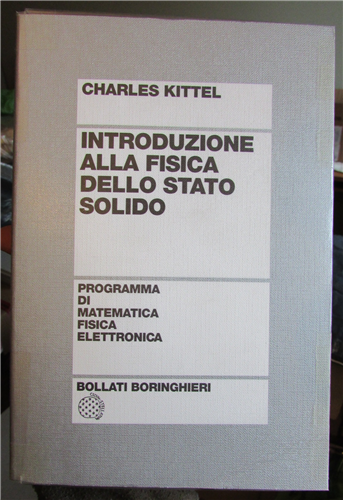 CHARLES KITTEL
INTRODUZIONE
ALLA FISICA
DELLO STATO
SOLIDO
PROGRAMMA
DI
MATEMATICA
FISICA
ELETTRONICA
BOLLATI BORINGHIERI